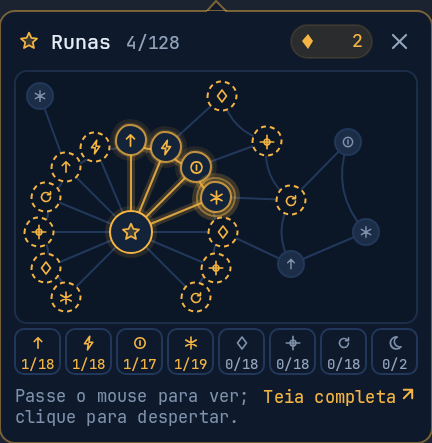 Runas 4/128 2
1/18 1/18 1/17 1/19 0/18 0/18 0/18 0/2
Passe o mouse para ver; Teia completa
clique para despertar.